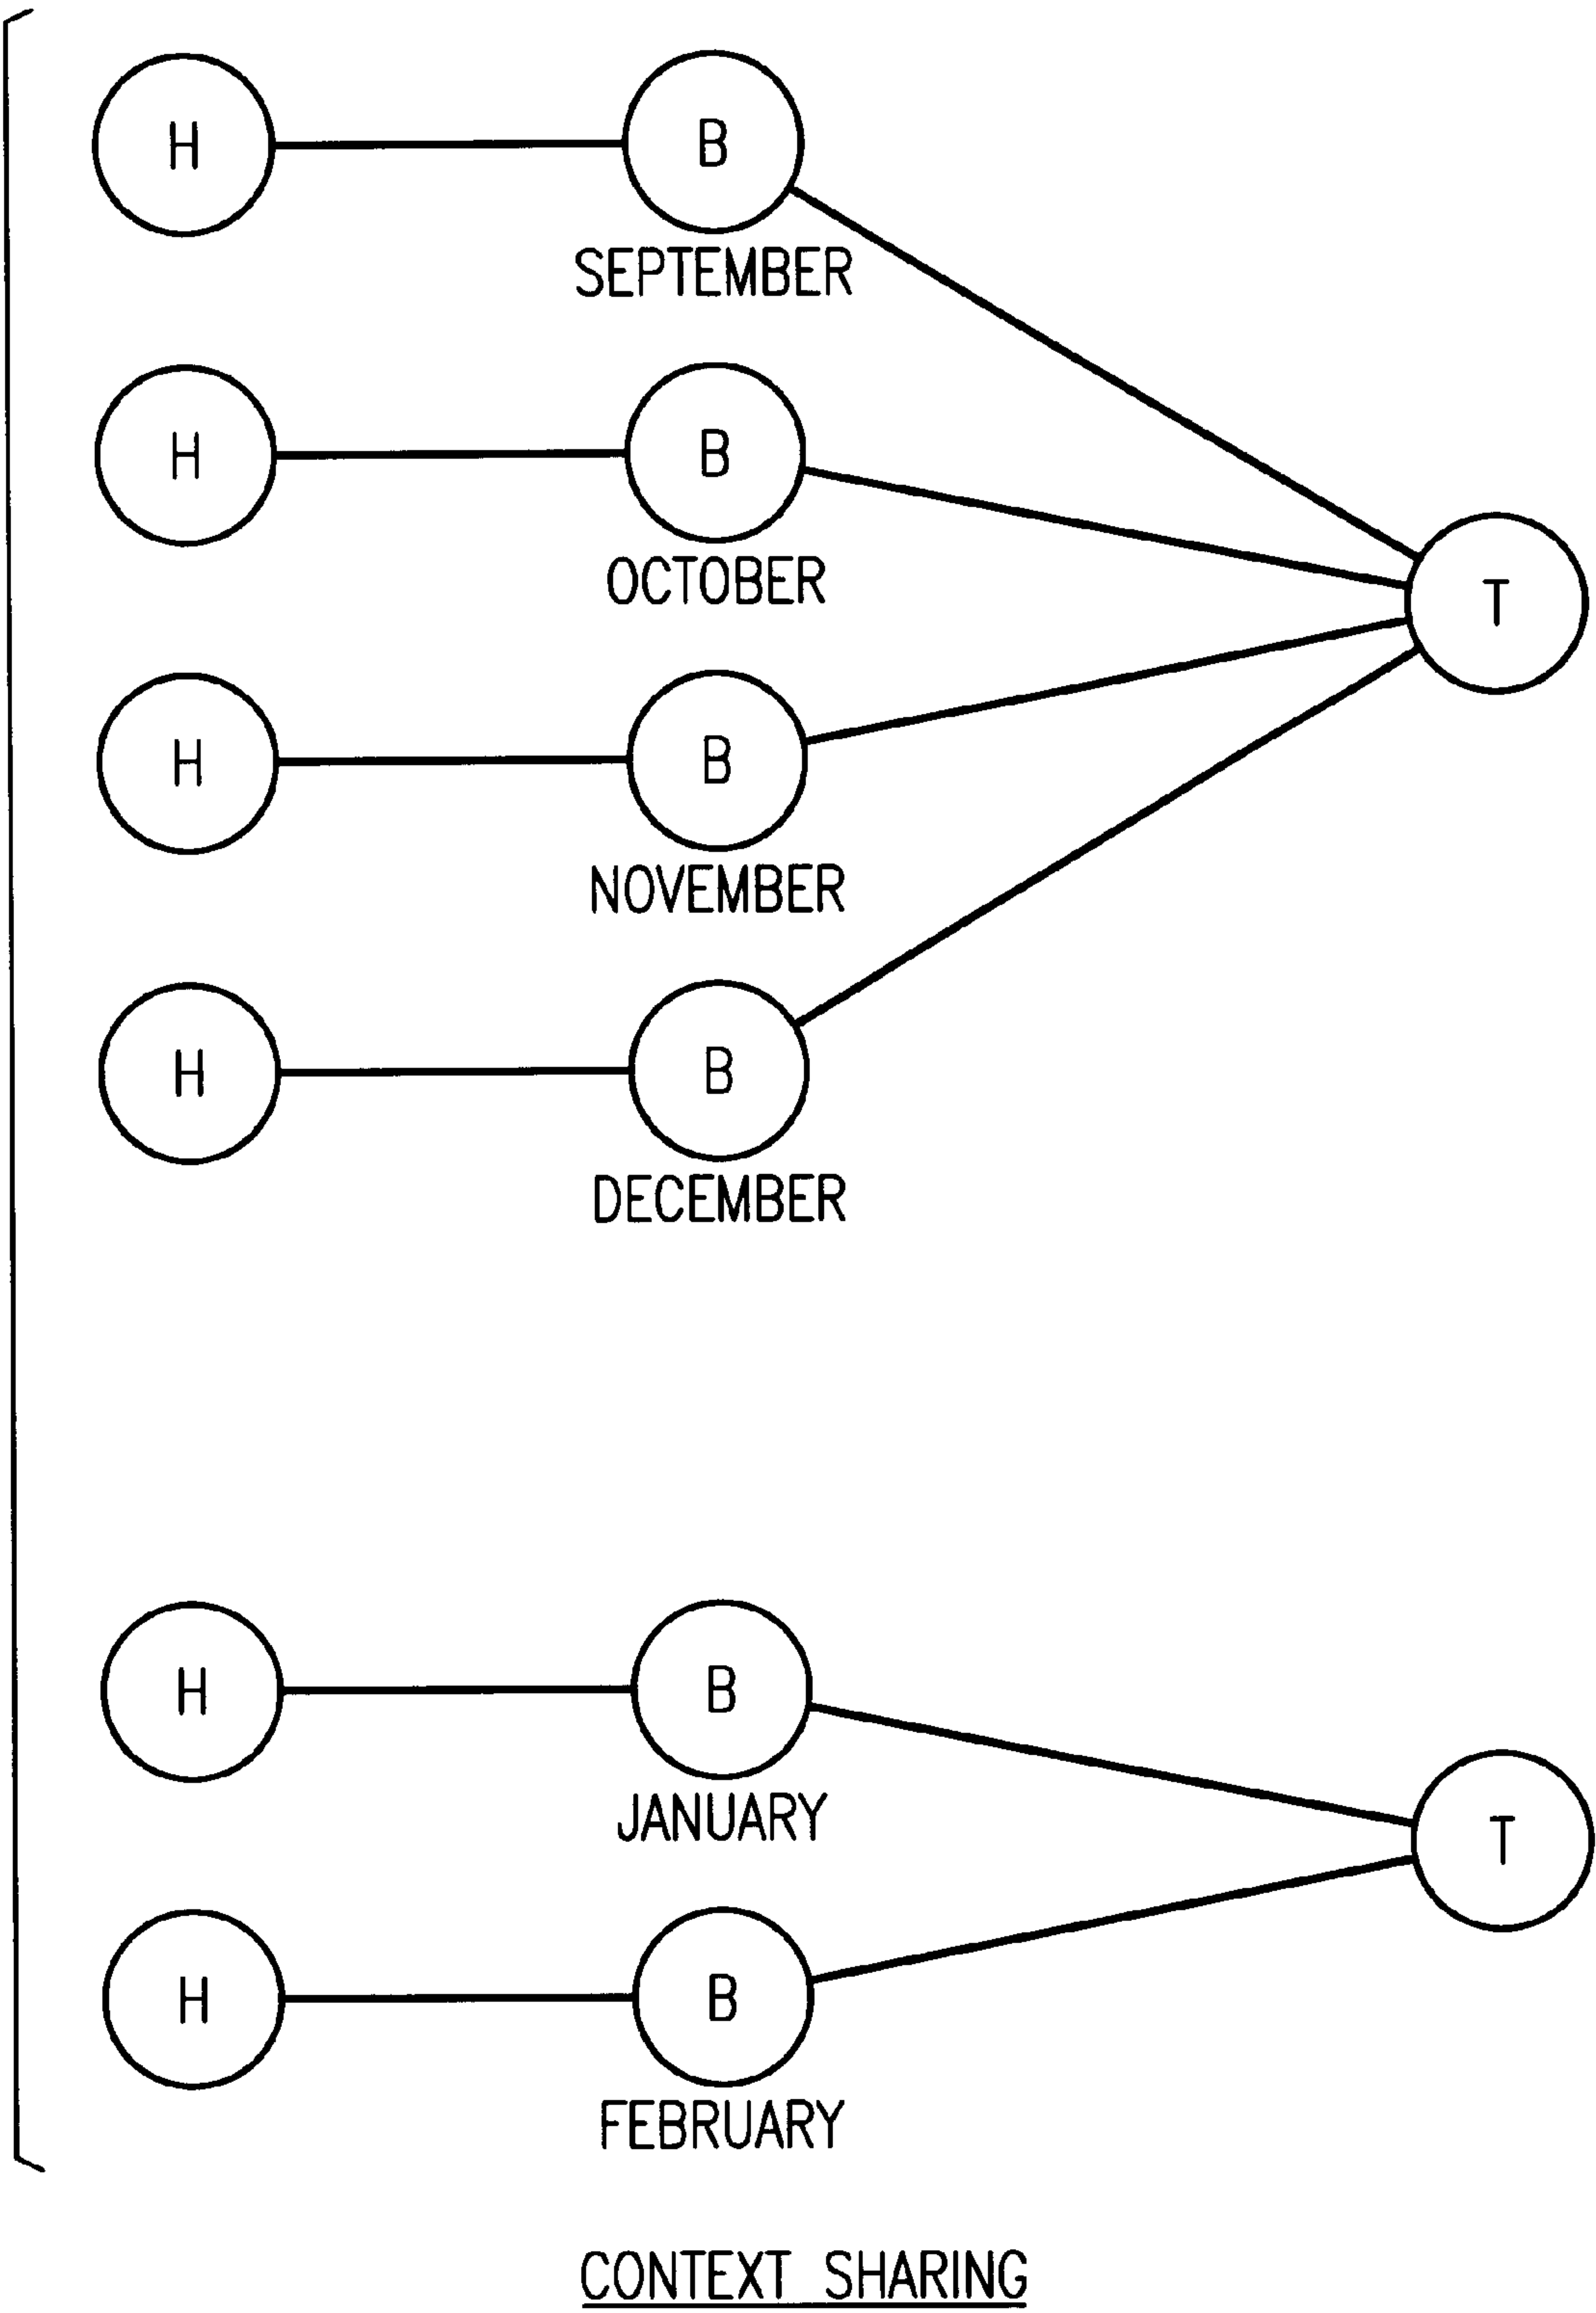 H B
SEPTEMBER
H B
OCTOBER
T
H B
NOVEMBER
H B
DECEMBER
H B
JANUARY
T
H B
FEBRUARY
CONTEXT SHARING